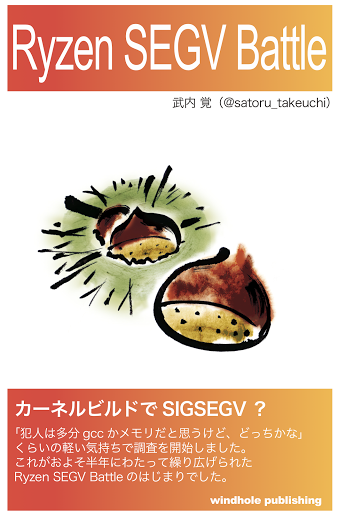 Ryzen SEGV Battle
武内 覚（@satoru_takeuchi）
カーネルビルドで SIGSEGV ？
「犯人は多分 gcc かメモリだと思うけど、どっちかな」
くらいの軽い気持ちで調査を開始しました。
これがおよそ半年にわたって繰り広げられた
Ryzen SEGV Battle のはじまりでした。
windhole publishing